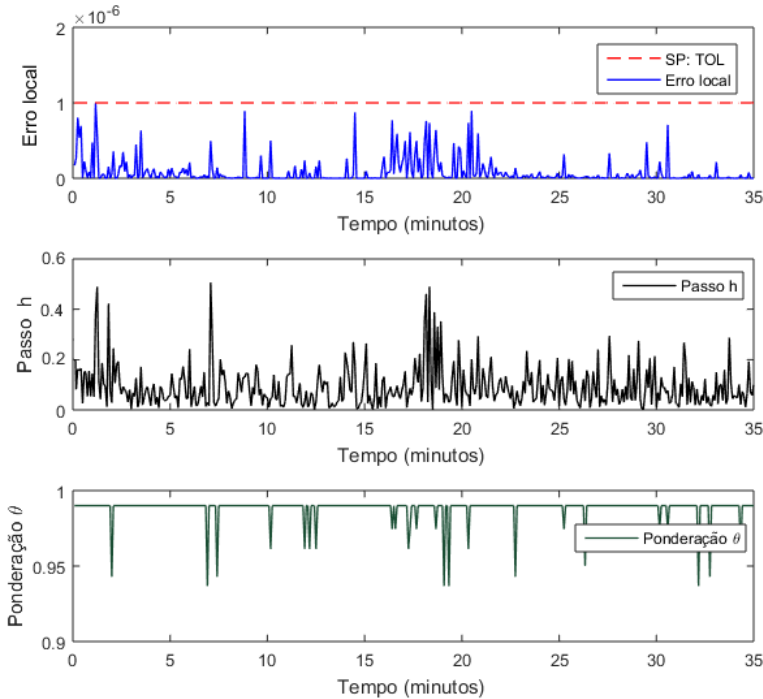 ×10⁻⁶
2
1
0
Erro local
SP: TOL
Erro local
0 5 10 15 20 25 30 35
Tempo (minutos)
0.6
0.4
0.2
0
Passo h
Passo h
0 5 10 15 20 25 30 35
Tempo (minutos)
1
0.95
0.9
Ponderação θ
Ponderação θ
0 5 10 15 20 25 30 35
Tempo (minutos)